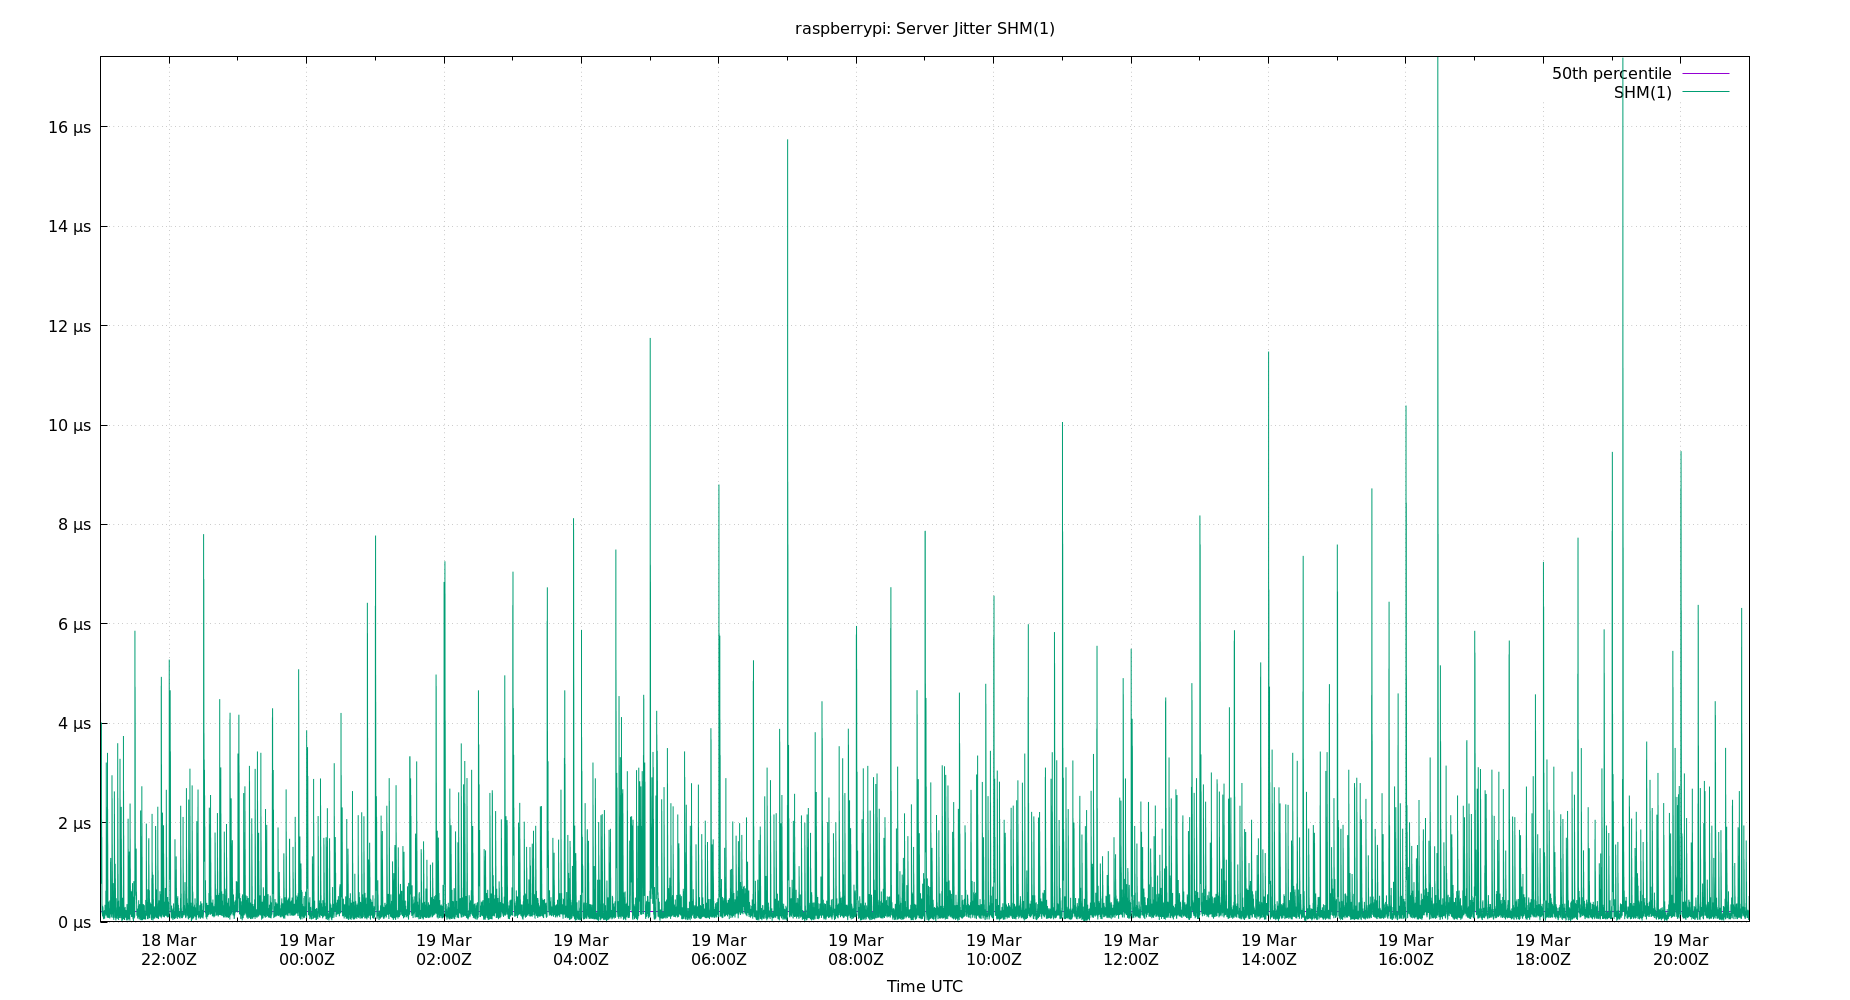 raspberrypi: Server Jitter SHM(1)
50th percentile
SHM(1)
16 µs
14 µs
12 µs
10 µs
8 µs
6 µs
4 µs
2 µs
0 µs
18 Mar 19 Mar 19 Mar 19 Mar 19 Mar 19 Mar 19 Mar 19 Mar 19 Mar 19 Mar 19 Mar 19 Mar
22:00Z 00:00Z 02:00Z 04:00Z 06:00Z 08:00Z 10:00Z 12:00Z 14:00Z 16:00Z 18:00Z 20:00Z
Time UTC